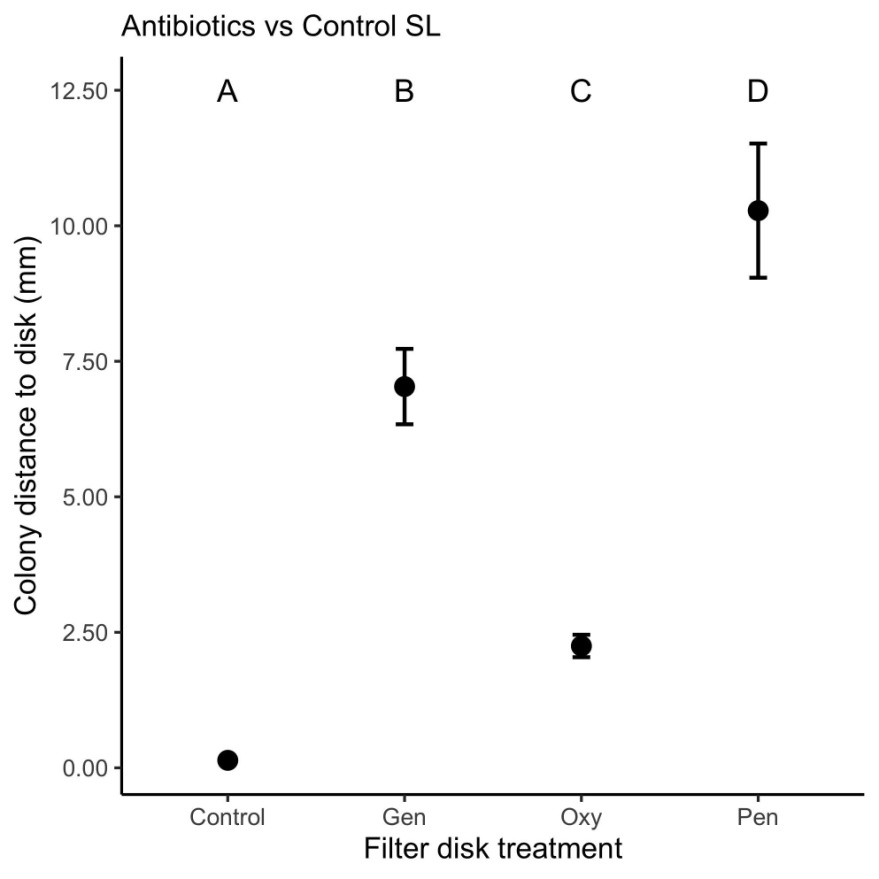 Antibiotics vs Control SL
12.50
A B C D
10.00
7.50
5.00
2.50
0.00
Colony distance to disk (mm)
Control Gen Oxy Pen
Filter disk treatment